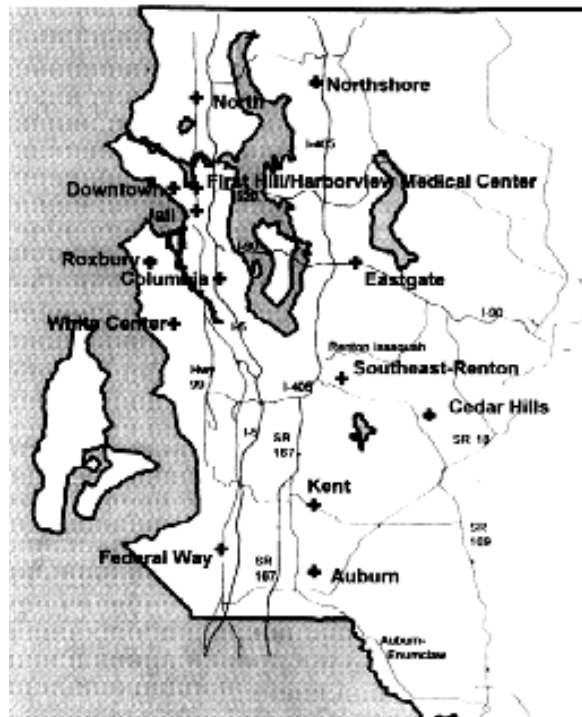 Northshore
North
I-405
First Hill/Harborview Medical Center
Downtown
Jail
520
I-90
Roxbury
Columbia
Eastgate
I-90
White Center
I-5
Renton Issaquah
Southeast-Renton
Hwy
99
I-405
Cedar Hills
I-5
SR
167
SR 18
Kent
SR
169
Federal Way
SR
167
Auburn
Auburn-
Enumclaw